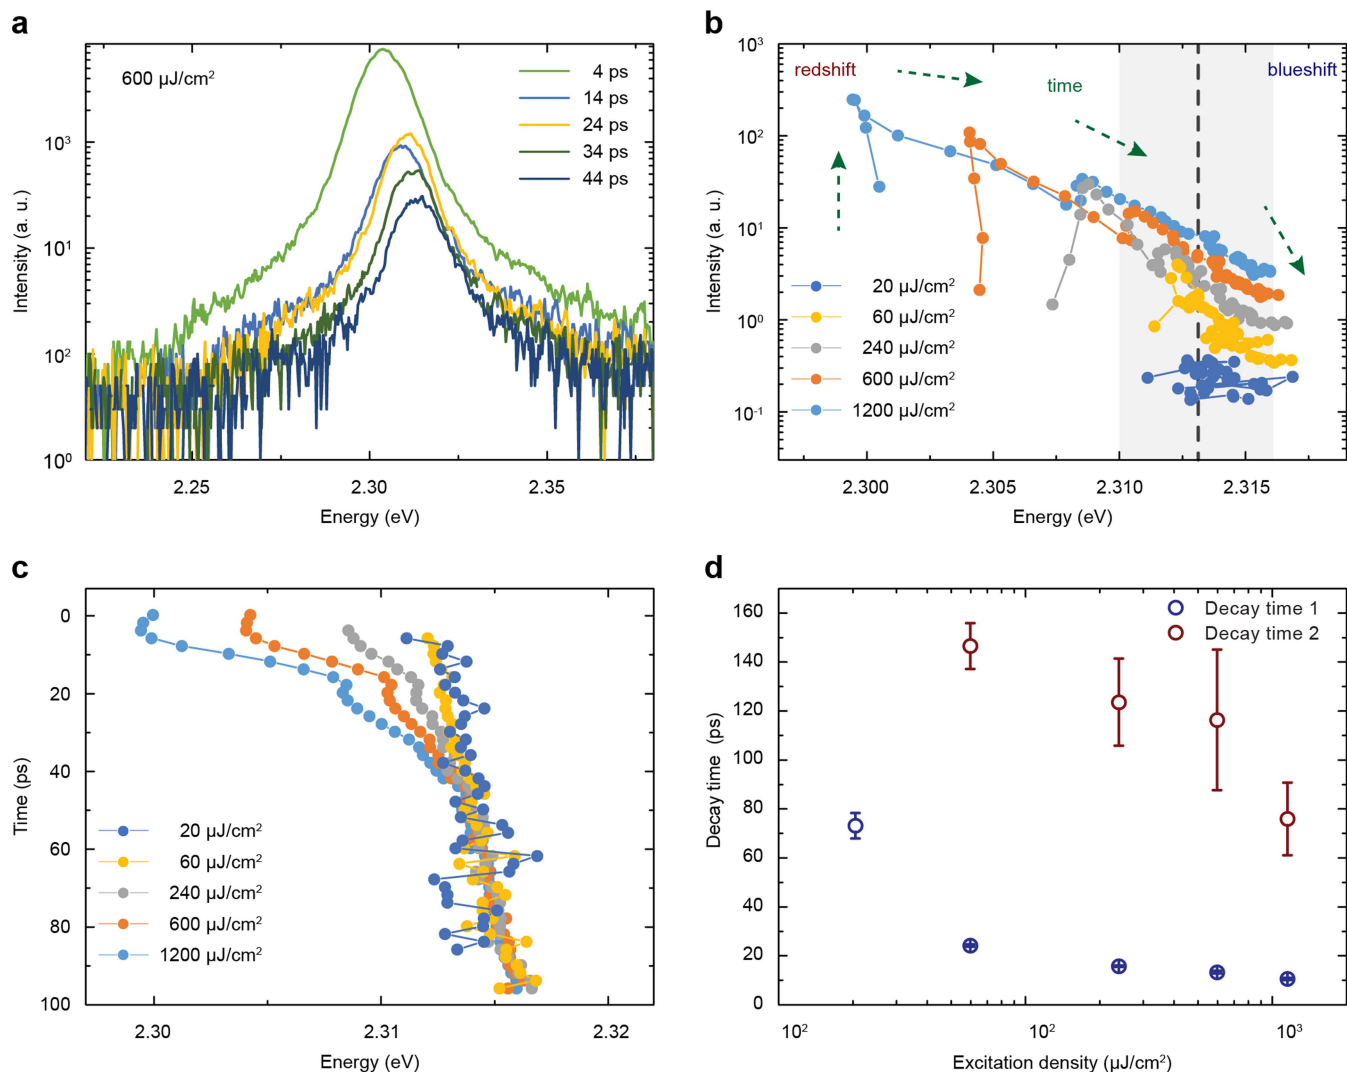 a
600 μJ/cm²
4 ps
14 ps
24 ps
34 ps
44 ps
10³
10¹
10²
10⁰
Intensity (a. u.)
2.25
2.30
2.35
Energy (eV)
b
redshift
time
blueshift
10³
10²
10¹
10⁰
10⁻¹
Intensity (a. u.)
20 μJ/cm²
60 μJ/cm²
240 μJ/cm²
600 μJ/cm²
1200 μJ/cm²
2.300
2.305
2.310
2.315
Energy (eV)
c
0
20
40
60
80
100
Time (ps)
20 μJ/cm²
60 μJ/cm²
240 μJ/cm²
600 μJ/cm²
1200 μJ/cm²
2.30
2.31
2.32
Energy (eV)
d
Decay time 1
Decay time 2
160
140
120
100
80
60
40
20
0
Decay time (ps)
10²
10²
10³
Excitation density (μJ/cm²)